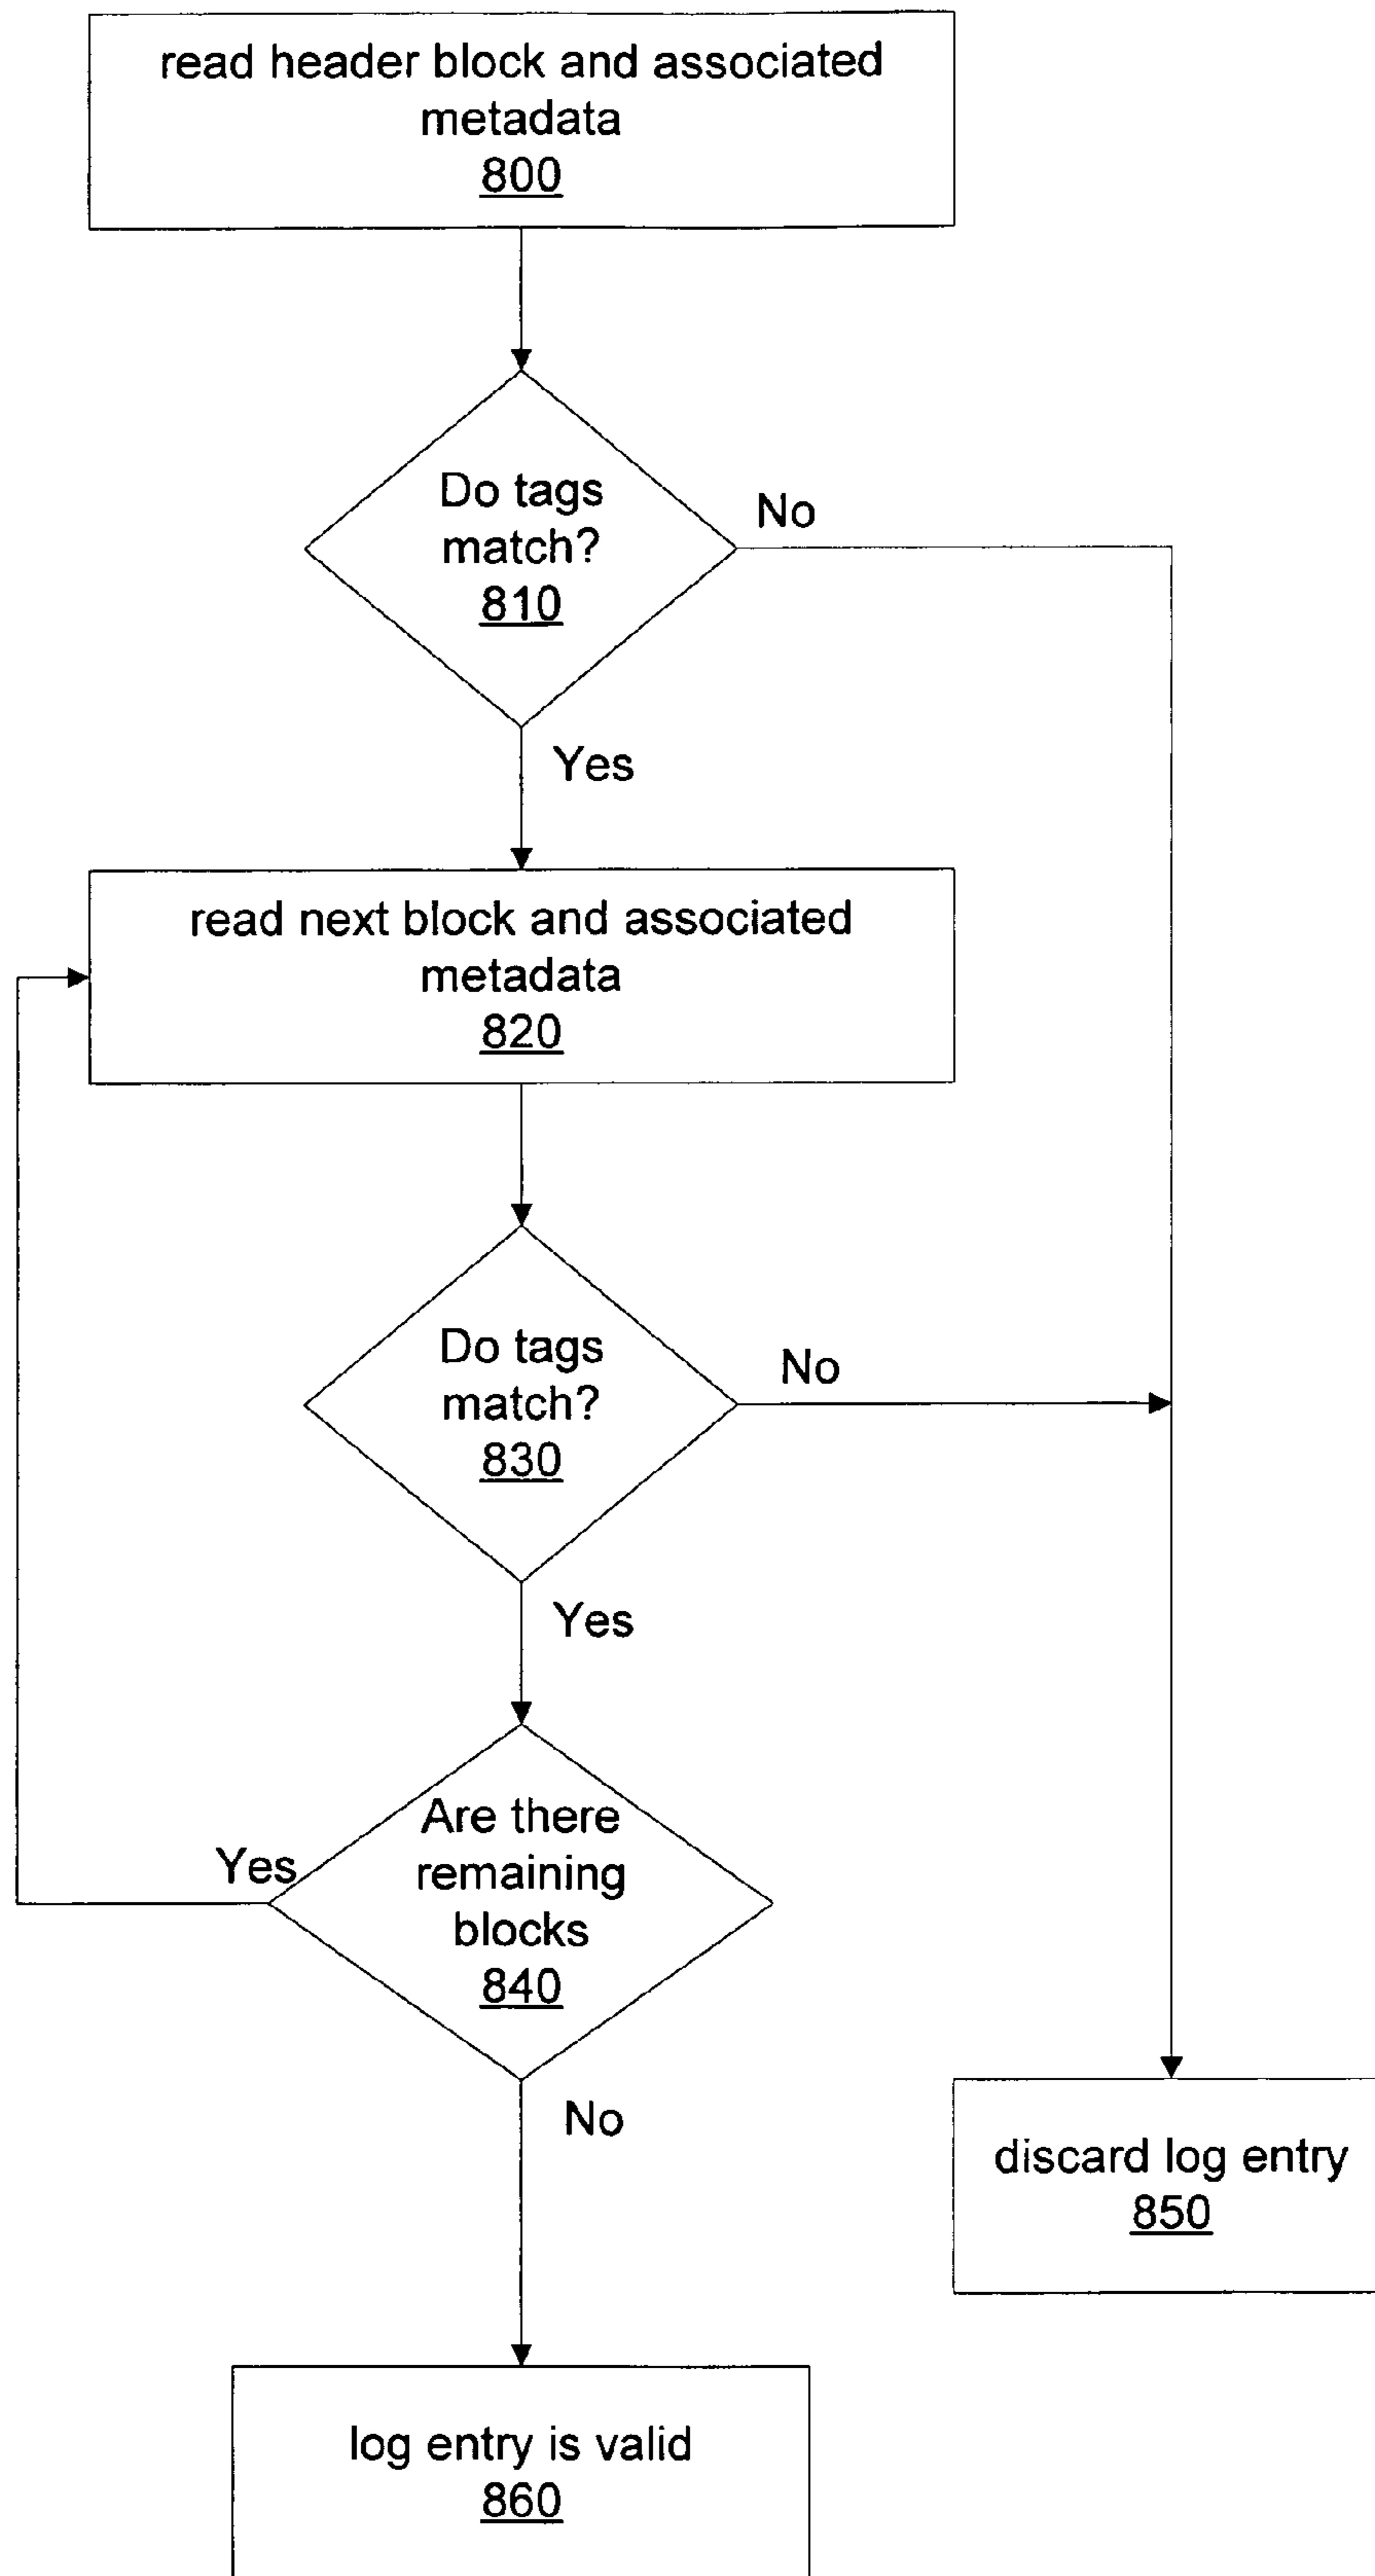 read header block and associated
metadata
800
Do tags
match?
810
No
Yes
read next block and associated
metadata
820
Do tags
match?
830
No
Yes
Are there
remaining
blocks
840
Yes
No
discard log entry
850
log entry is valid
860